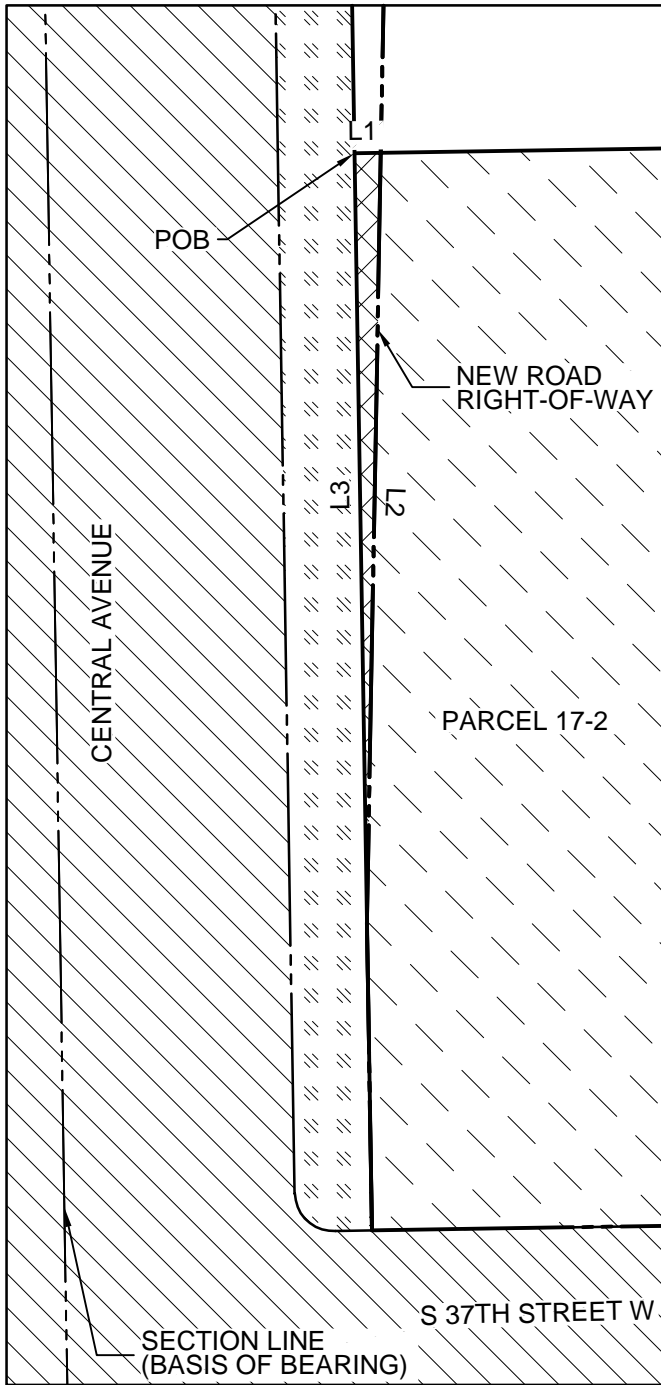 L1
POB
NEW ROAD
RIGHT-OF-WAY
L3
L2
CENTRAL AVENUE
PARCEL 17-2
S 37TH STREET W
SECTION LINE
(BASIS OF BEARING)